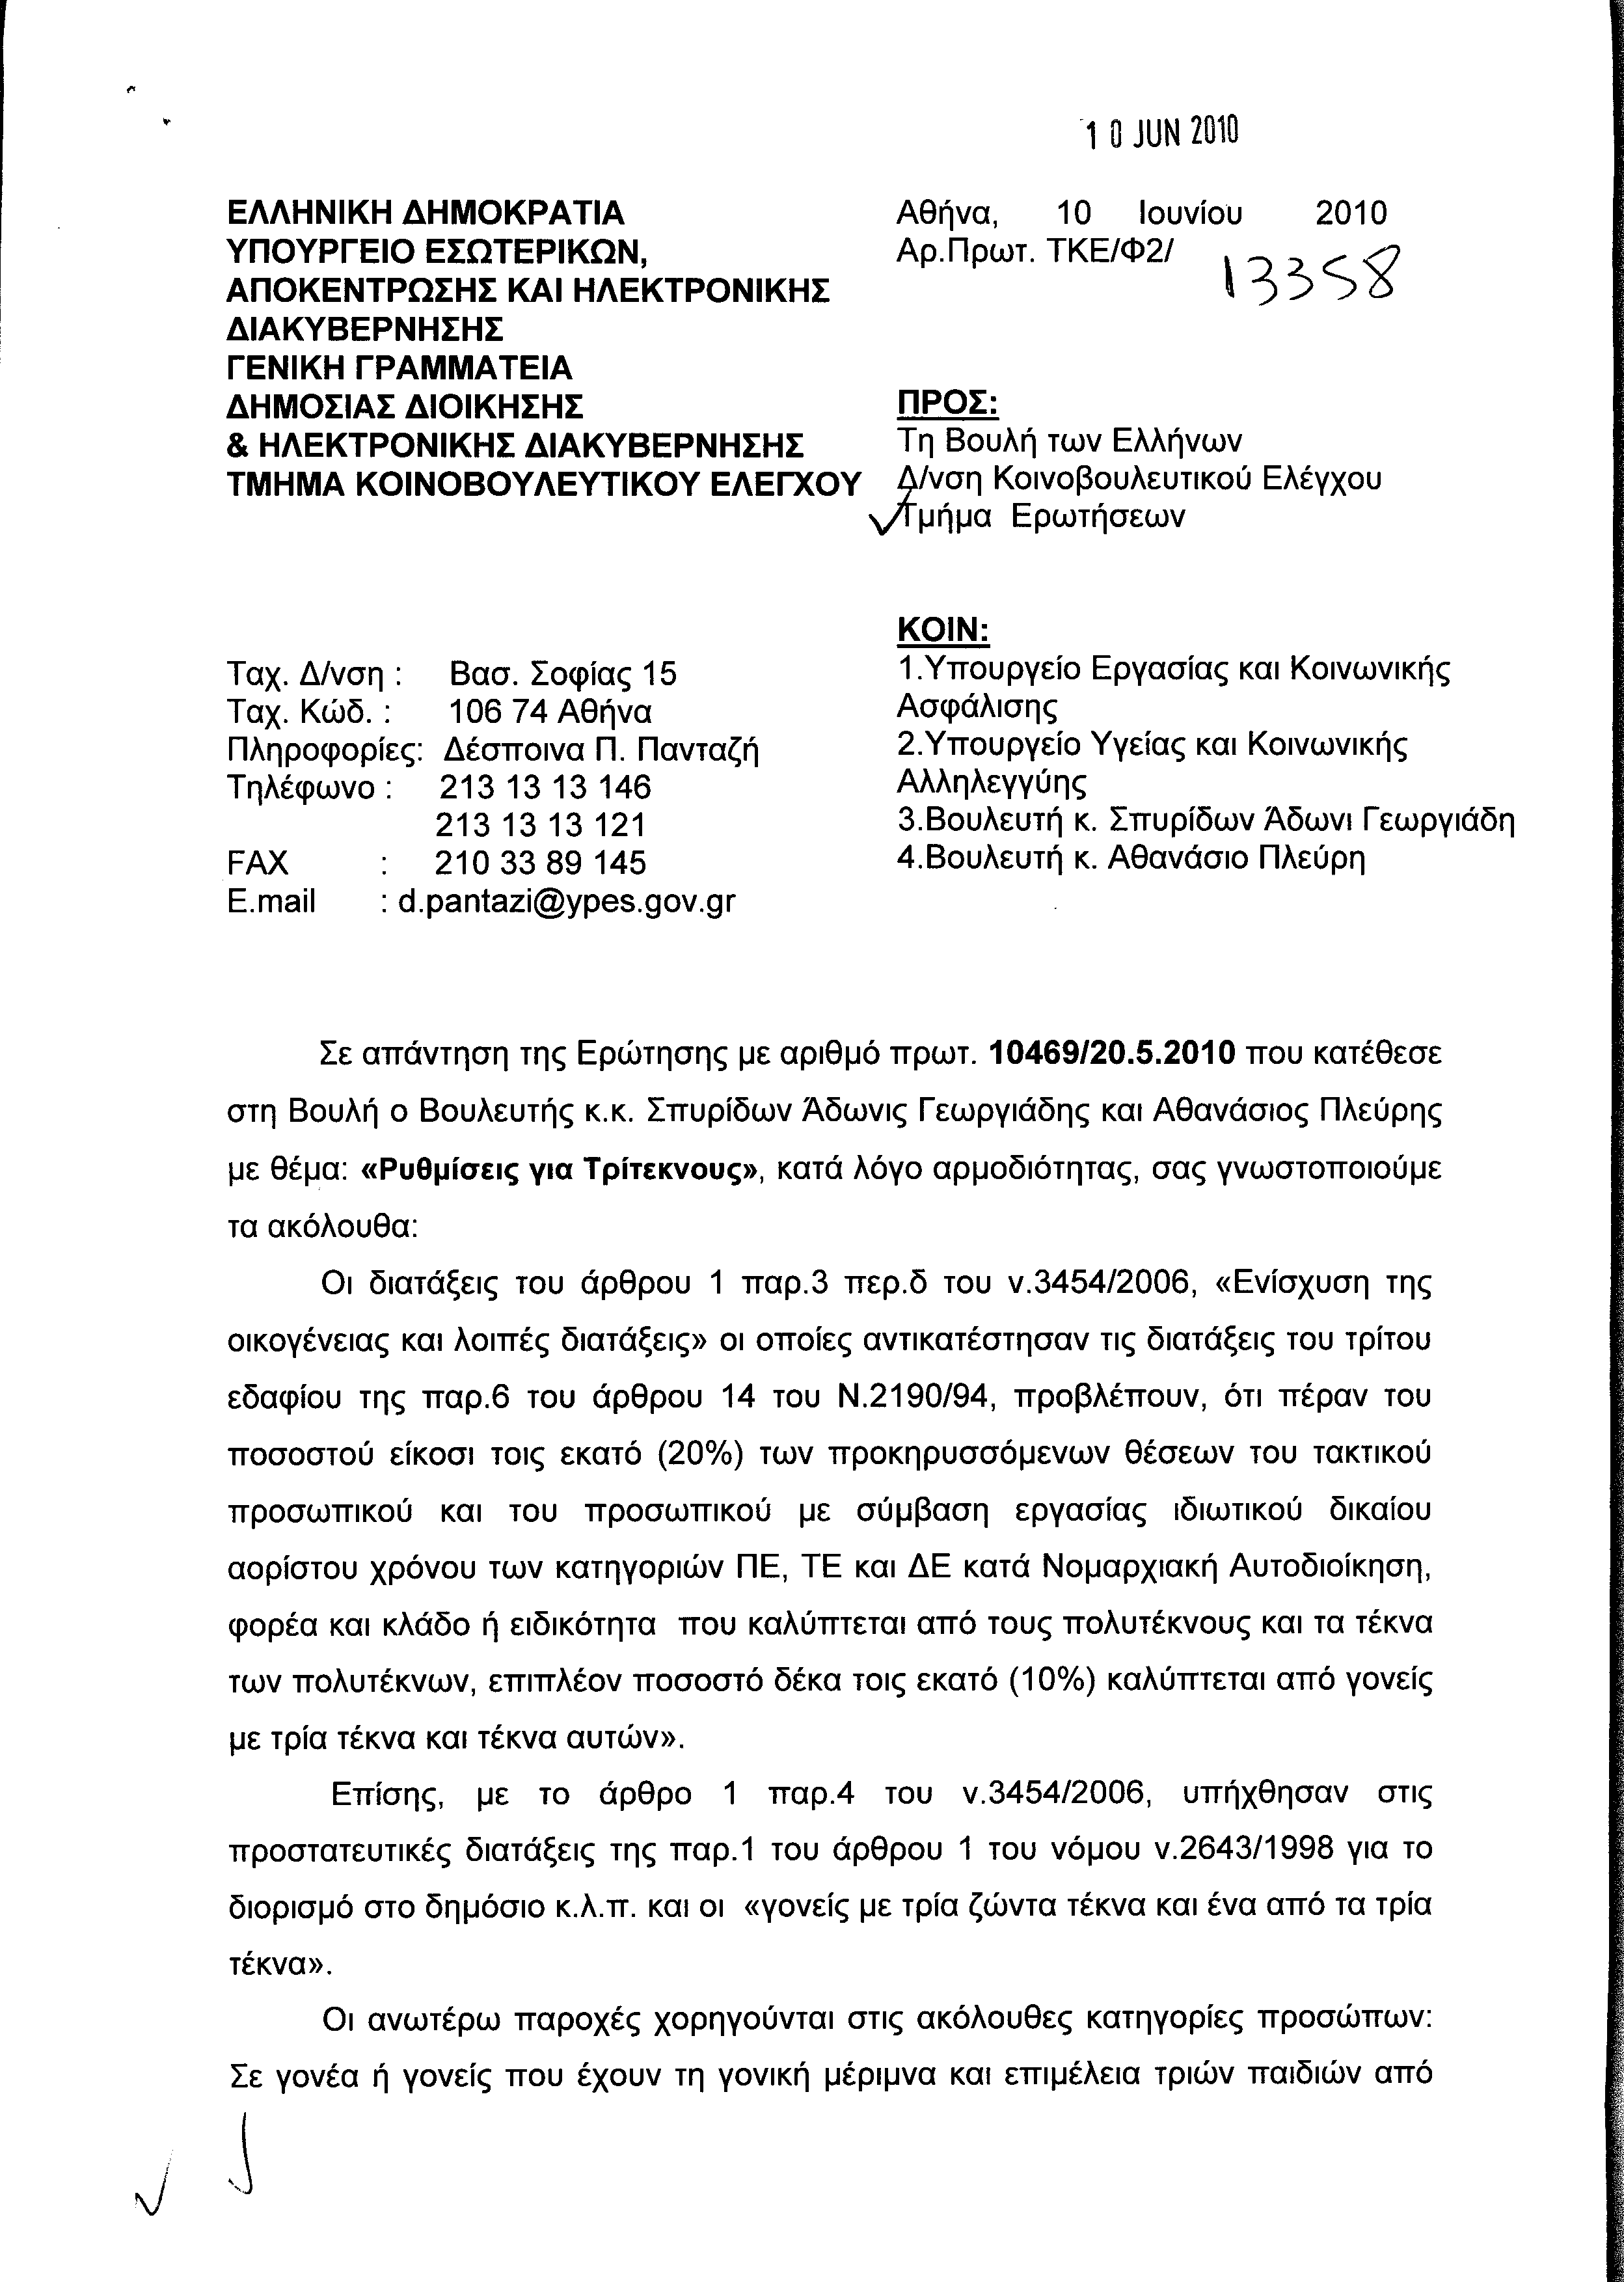 10 JUN 2010
ΕΛΛΗΝΙΚΗ ΔΗΜΟΚΡΑΤΙΑ
ΥΠΟΥΡΓΕΙΟ ΕΣΩΤΕΡΙΚΩΝ,
ΑΠΟΚΕΝΤΡΩΣΗΣ ΚΑΙ ΗΛΕΚΤΡΟΝΙΚΗΣ
ΔΙΑΚΥΒΕΡΝΗΣΗΣ
ΓΕΝΙΚΗ ΓΡΑΜΜΑΤΕΙΑ
ΔΗΜΟΣΙΑΣ ΔΙΟΙΚΗΣΗΣ
& ΗΛΕΚΤΡΟΝΙΚΗΣ ΔΙΑΚΥΒΕΡΝΗΣΗΣ
ΤΜΗΜΑ ΚΟΙΝΟΒΟΥΛΕΥΤΙΚΟΥ ΕΛΕΓΧΟΥ
Αθήνα, 10 Ιουνίου 2010
Αρ.Πρωτ. ΤΚΕ/Φ2/ 13358
ΠΡΟΣ:
Τη Βουλή των Ελλήνων
Δ/νση Κοινοβουλευτικού Ελέγχου
Τμήμα Ερωτήσεων
Ταχ. Δ/νση : Βασ. Σοφίας 15
Ταχ. Κώδ. : 106 74 Αθήνα
Πληροφορίες: Δέσποινα Π. Πανταζή
Τηλέφωνο : 213 13 13 146
213 13 13 121
FAX : 210 33 89 145
E.mail : d.pantazi@ypes.gov.gr
ΚΟΙΝ:
1.Υπουργείο Εργασίας και Κοινωνικής
Ασφάλισης
2.Υπουργείο Υγείας και Κοινωνικής
Αλληλεγγύης
3.Βουλευτή κ. Σπυρίδων Άδωνι Γεωργιάδη
4.Βουλευτή κ. Αθανάσιο Πλεύρη
Σε απάντηση της Ερώτησης με αριθμό πρωτ. 10469/20.5.2010 που κατέθεσε
στη Βουλή ο Βουλευτής κ.κ. Σπυρίδων Άδωνις Γεωργιάδης και Αθανάσιος Πλεύρης
με θέμα: «Ρυθμίσεις για Τρίτεκνους», κατά λόγο αρμοδιότητας, σας γνωστοποιούμε
τα ακόλουθα:
Οι διατάξεις του άρθρου 1 παρ.3 περ.δ του ν.3454/2006, «Ενίσχυση της
οικογένειας και λοιπές διατάξεις» οι οποίες αντικατέστησαν τις διατάξεις του τρίτου
εδαφίου της παρ.6 του άρθρου 14 του Ν.2190/94, προβλέπουν, ότι πέραν του
ποσοστού είκοσι τοις εκατό (20%) των προκηρυσσόμενων θέσεων του τακτικού
προσωπικού και του προσωπικού με σύμβαση εργασίας ιδιωτικού δικαίου
αορίστου χρόνου των κατηγοριών ΠΕ, ΤΕ και ΔΕ κατά Νομαρχιακή Αυτοδιοίκηση,
φορέα και κλάδο ή ειδικότητα που καλύπτεται από τους πολυτέκνους και τα τέκνα
των πολυτέκνων, επιπλέον ποσοστό δέκα τοις εκατό (10%) καλύπτεται από γονείς
με τρία τέκνα και τέκνα αυτών».
Επίσης, με το άρθρο 1 παρ.4 του ν.3454/2006, υπήχθησαν στις
προστατευτικές διατάξεις της παρ.1 του άρθρου 1 του νόμου ν.2643/1998 για το
διορισμό στο δημόσιο κ.λ.π. και οι «γονείς με τρία ζώντα τέκνα και ένα από τα τρία
τέκνα».
Οι ανωτέρω παροχές χορηγούνται στις ακόλουθες κατηγορίες προσώπων:
Σε γονέα ή γονείς που έχουν τη γονική μέριμνα και επιμέλεια τριών παιδιών από